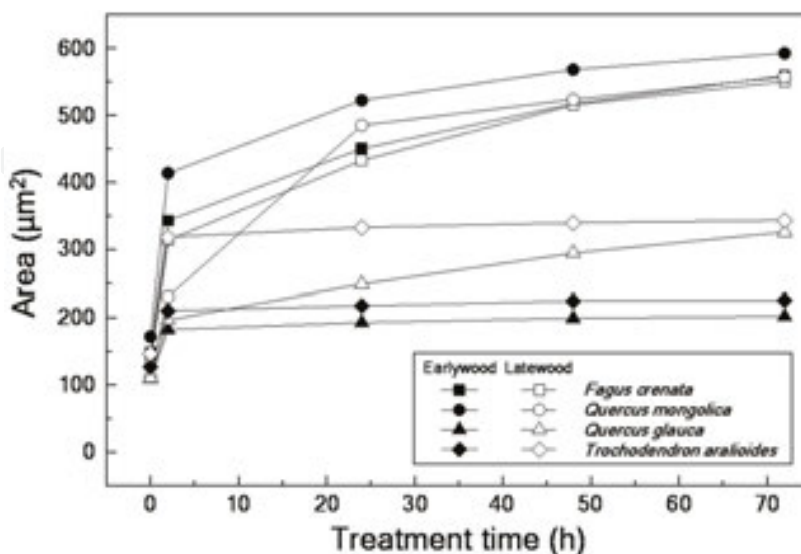 600
500
400
300
200
100
0
Area (µm²)
0 10 20 30 40 50 60 70
Treatment time (h)
Earlywood Latewood
Fagus crenata
Quercus mongolica
Quercus glauca
Trochodendron aralioides